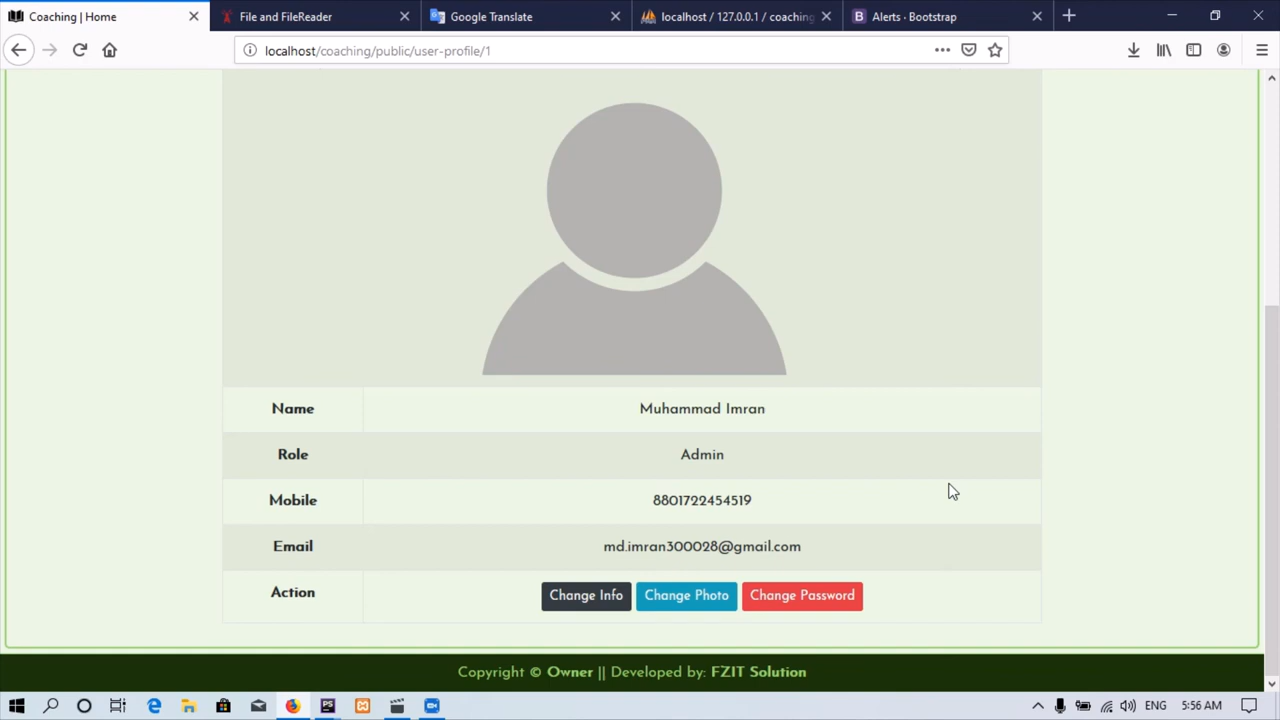 Coaching | Home
File and FileReader
Google Translate
localhost / 127.0.0.1 / coaching
Alerts · Bootstrap
localhost/coaching/public/user-profile/1
Name Muhammad Imran
Role Admin
Mobile 8801722454519
Email md.imran300028@gmail.com
Action Change Info Change Photo Change Password
Copyright © Owner || Developed by: FZIT Solution
ENG 5:56 AM